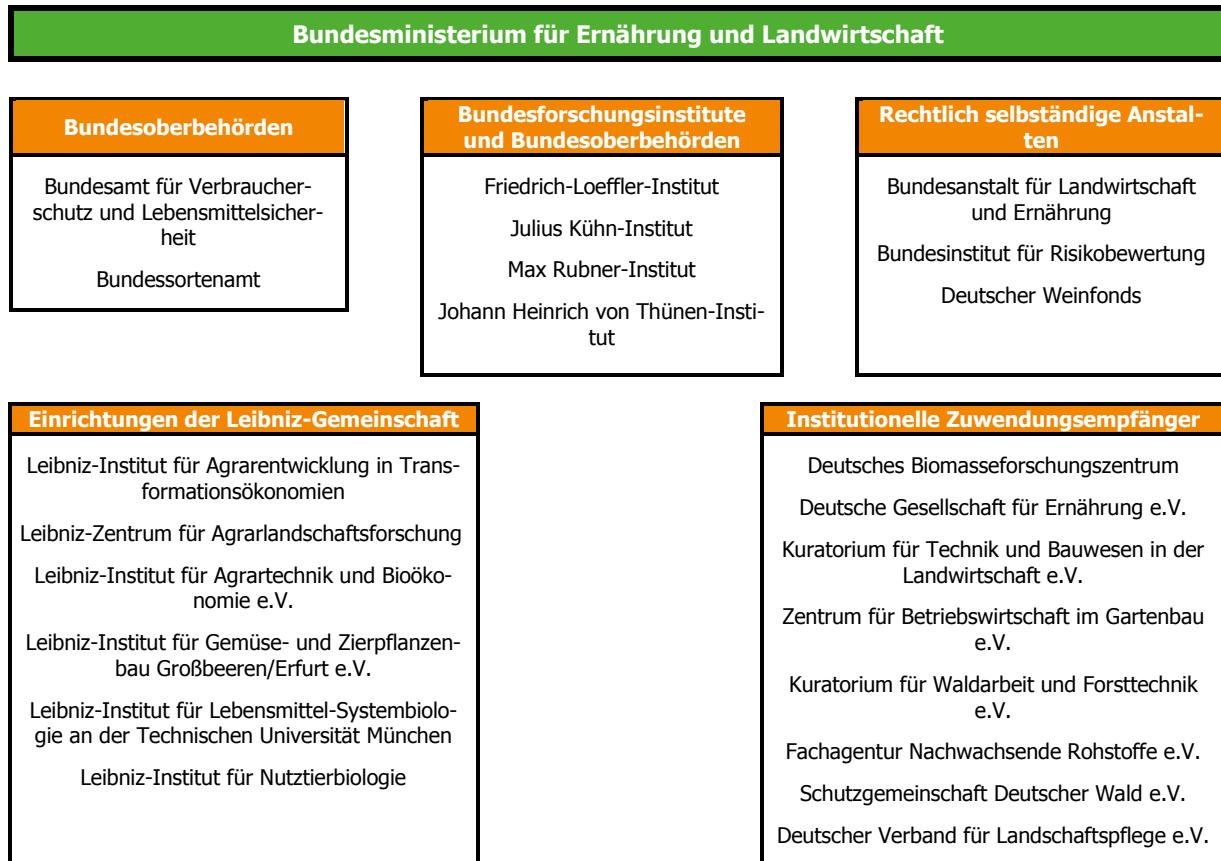 Bundesministerium für Ernährung und Landwirtschaft
Bundesoberbehörden
Bundesamt für Verbraucher-
schutz und Lebensmittelsicher-
heit
Bundessortenamt
Bundesforschungsinstitute
und Bundesoberbehörden
Friedrich-Loeffler-Institut
Julius Kühn-Institut
Max Rubner-Institut
Johann Heinrich von Thünen-Insti-
tut
Rechtlich selbständige Anstal-
ten
Bundesanstalt für Landwirtschaft
und Ernährung
Bundesinstitut für Risikobewertung
Deutscher Weinfonds
Einrichtungen der Leibniz-Gemeinschaft
Leibniz-Institut für Agrarentwicklung in Trans-
formationsökonomien
Leibniz-Zentrum für Agrarlandschaftsforschung
Leibniz-Institut für Agrartechnik und Bioöko-
nomie e.V.
Leibniz-Institut für Gemüse- und Zierpflanzen-
bau Großbeeren/Erfurt e.V.
Leibniz-Institut für Lebensmittel-Systembiolo-
gie an der Technischen Universität München
Leibniz-Institut für Nutztierbiologie
Institutionelle Zuwendungsempfänger
Deutsches Biomasseforschungszentrum
Deutsche Gesellschaft für Ernährung e.V.
Kuratorium für Technik und Bauwesen in der
Landwirtschaft e.V.
Zentrum für Betriebswirtschaft im Gartenbau
e.V.
Kuratorium für Waldarbeit und Forsttechnik
e.V.
Fachagentur Nachwachsende Rohstoffe e.V.
Schutzgemeinschaft Deutscher Wald e.V.
Deutscher Verband für Landschaftspflege e.V.